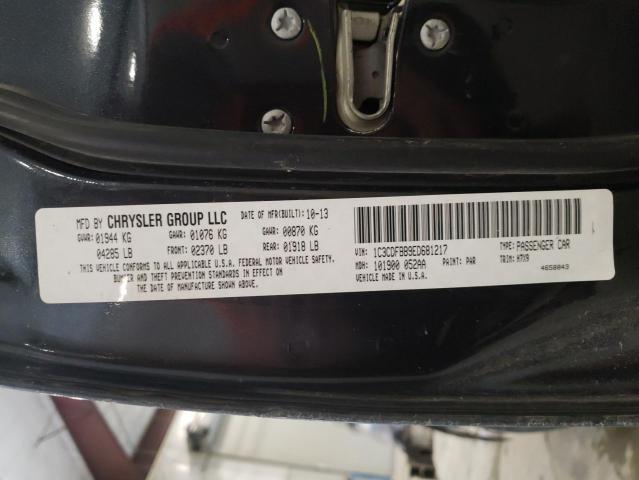 MFD BY CHRYSLER GROUP LLC DATE OF MFR(BUILT): 10-13
GVWR: 01944 KG GAWR: 01076 KG GAWR: 00870 KG
04285 LB FRONT: 02370 LB REAR: 01918 LB
THIS VEHICLE CONFORMS TO ALL APPLICABLE U.S.A. FEDERAL MOTOR VEHICLE SAFETY,
BUMPER AND THEFT PREVENTION STANDARDS IN EFFECT ON
THE DATE OF MANUFACTURE SHOWN ABOVE.
VIN: 1C3CDFBB9ED681217 TYPE: PASSENGER CAR
MDH: 101900 052AA PAINT: PAR TRIM: H7X9
VEHICLE MADE IN U.S.A. 4658843